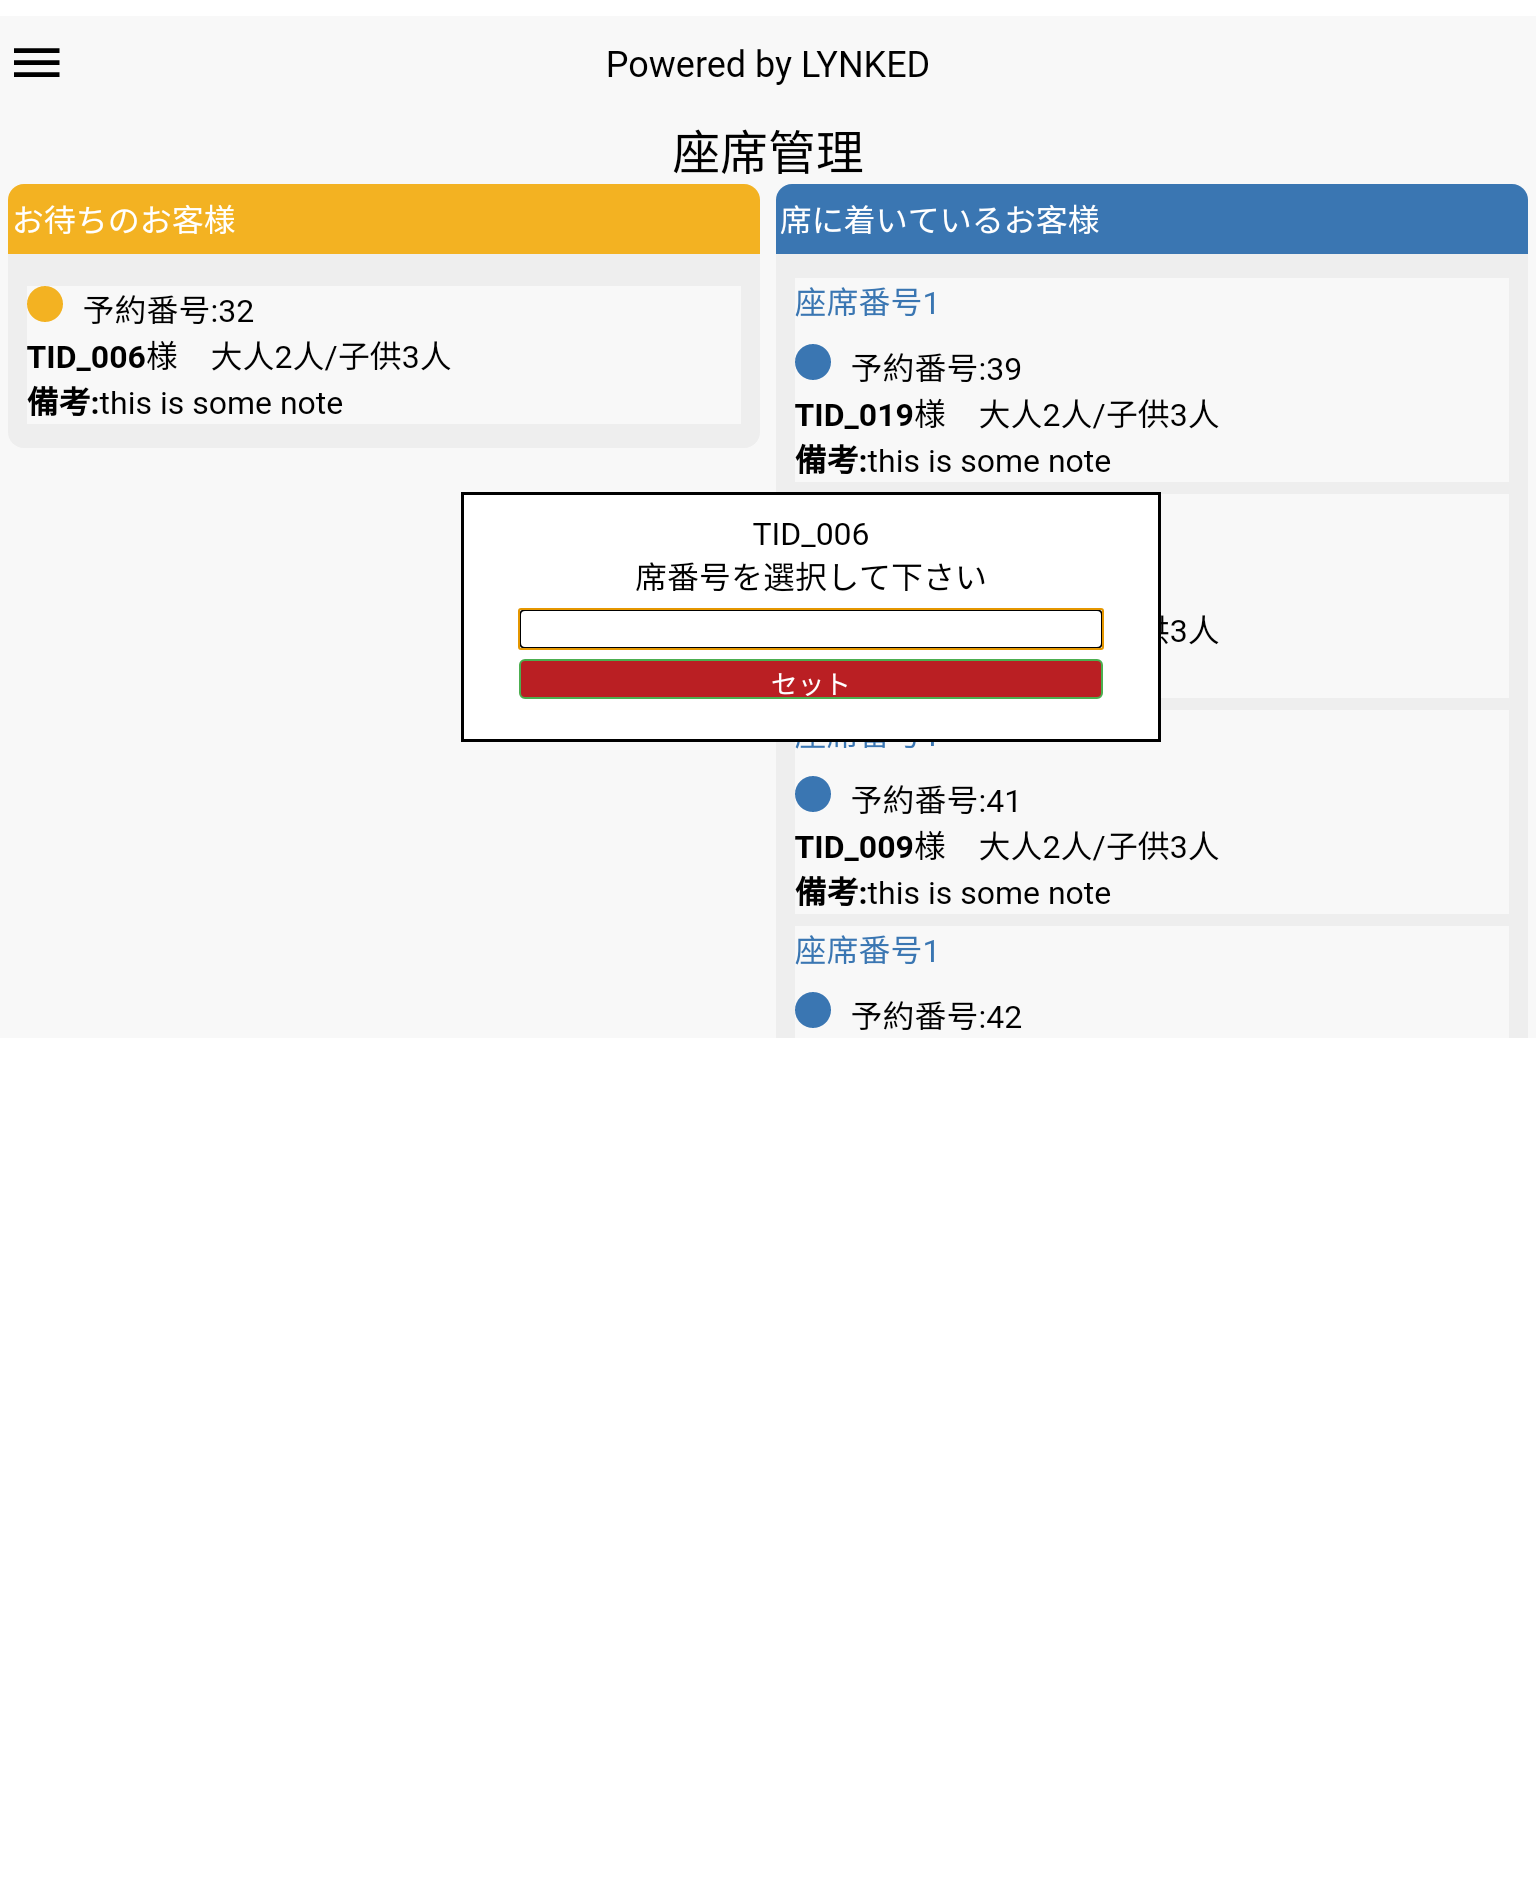 Powered by LYNKED
座席管理
お待ちのお客様
予約番号:32
TID_006様 大人2人/子供3人
備考:this is some note
席に着いているお客様
座席番号1
予約番号:39
TID_019様 大人2人/子供3人
備考:this is some note
TID_006
席番号を選択して下さい
セット
3人
予約番号:41
TID_009様 大人2人/子供3人
備考:this is some note
座席番号1
予約番号:42